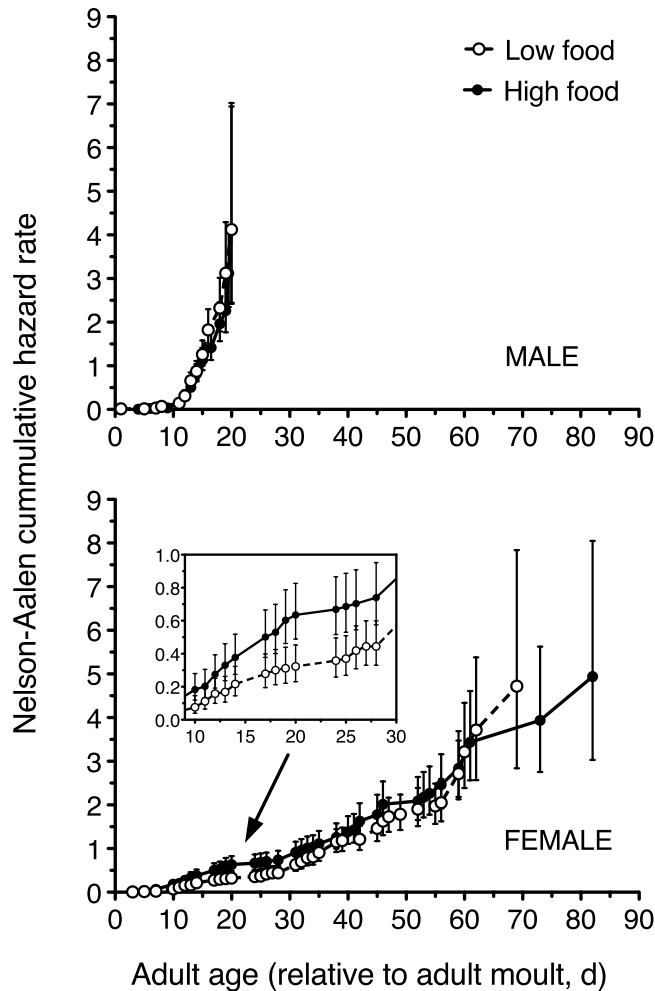 9
8
7
6
5
4
3
2
1
0
Low food
High food
MALE
0 10 20 30 40 50 60 70 80 90
Nelson-Aalen cummulative hazard rate
9
8
7
6
5
4
3
2
1
0
1.0
0.8
0.6
0.4
0.2
0.0
10 15 20 25 30
FEMALE
0 10 20 30 40 50 60 70 80 90
Adult age (relative to adult moult, d)